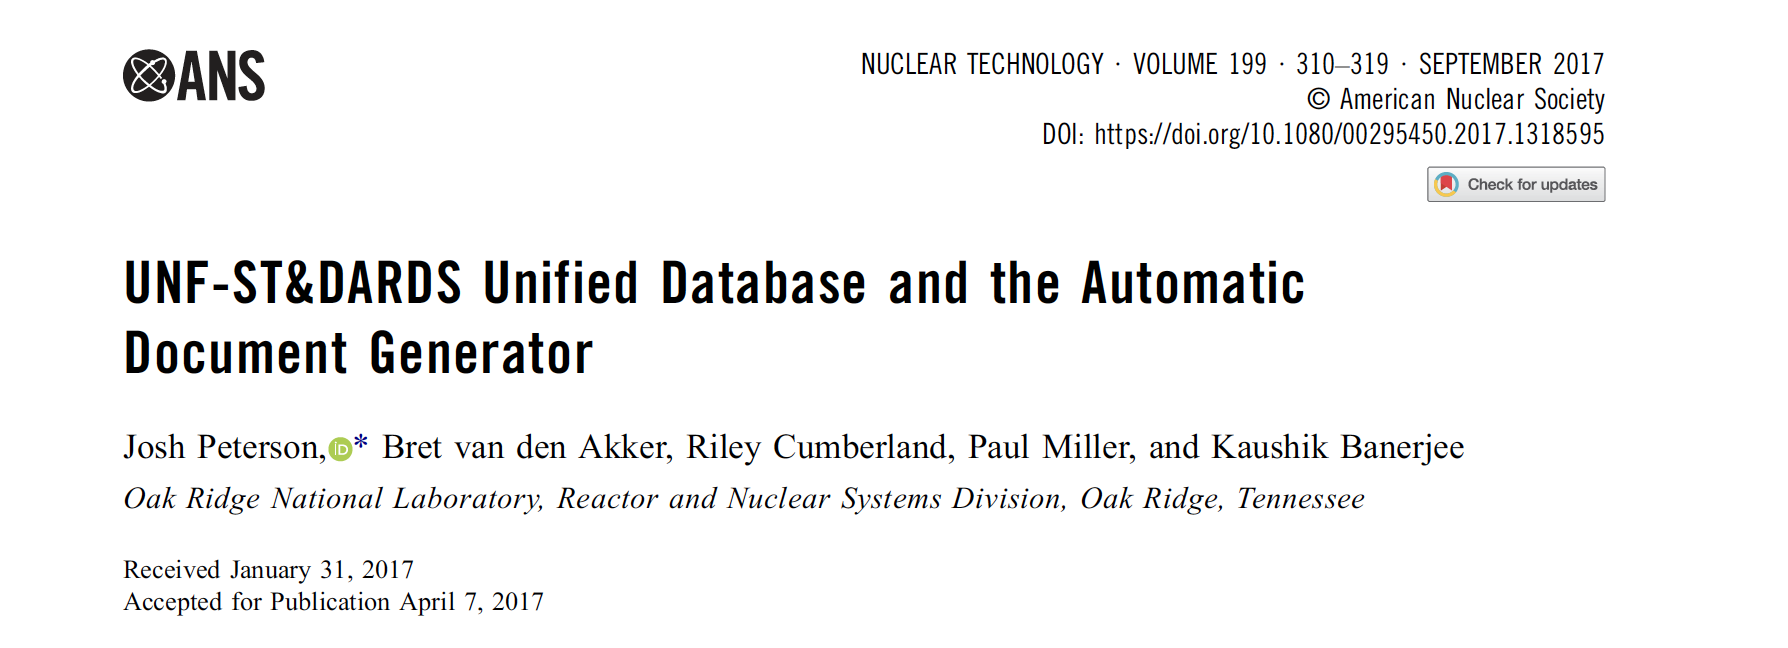 ANS
NUCLEAR TECHNOLOGY · VOLUME 199 · 310–319 · SEPTEMBER 2017
© American Nuclear Society
DOI: https://doi.org/10.1080/00295450.2017.1318595
Check for updates
UNF-ST&DARDS Unified Database and the Automatic
Document Generator
Josh Peterson, iD* Bret van den Akker, Riley Cumberland, Paul Miller, and Kaushik Banerjee
Oak Ridge National Laboratory, Reactor and Nuclear Systems Division, Oak Ridge, Tennessee
Received January 31, 2017
Accepted for Publication April 7, 2017